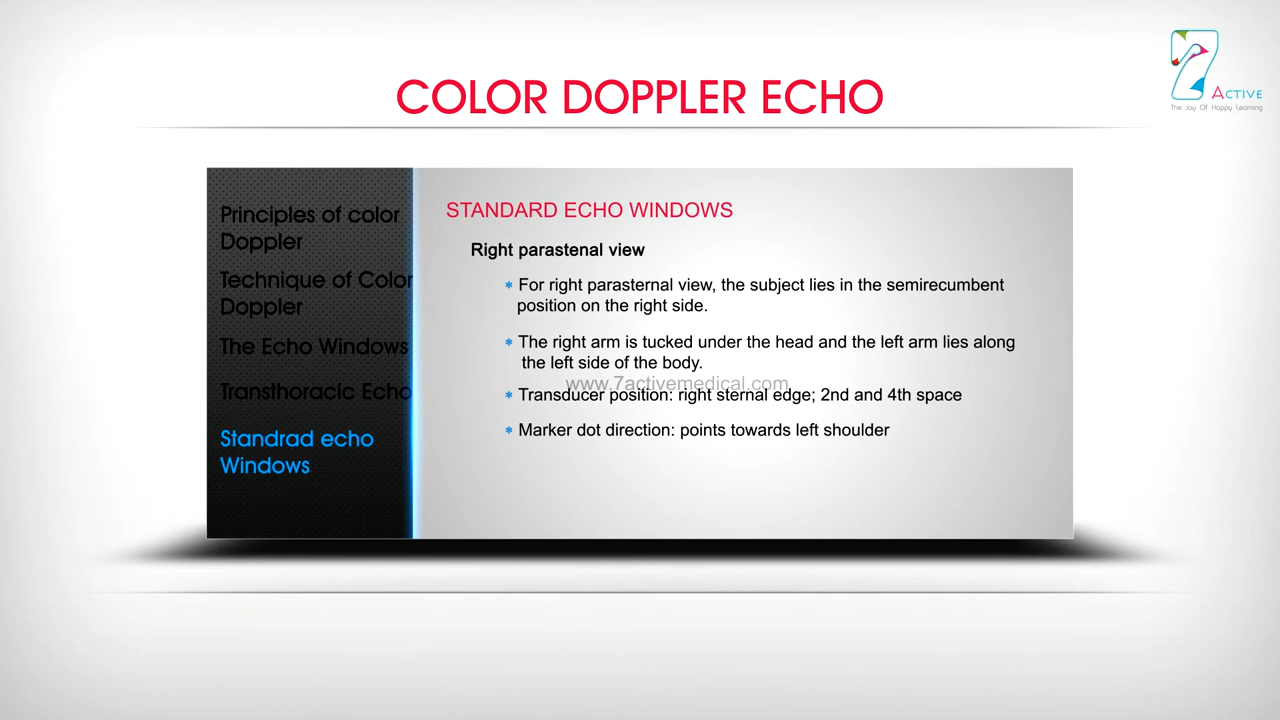 COLOR DOPPLER ECHO
7 ACTIVE
The Joy Of Happy Learning
Principles of color
Doppler
Technique of Color
Doppler
The Echo Windows
Transthoracic Echo
Standrad echo
Windows
STANDARD ECHO WINDOWS
Right parastenal view
* For right parasternal view, the subject lies in the semirecumbent
position on the right side.
* The right arm is tucked under the head and the left arm lies along
the left side of the body.
www.7activemedical.com
* Transducer position: right sternal edge; 2nd and 4th space
* Marker dot direction: points towards left shoulder